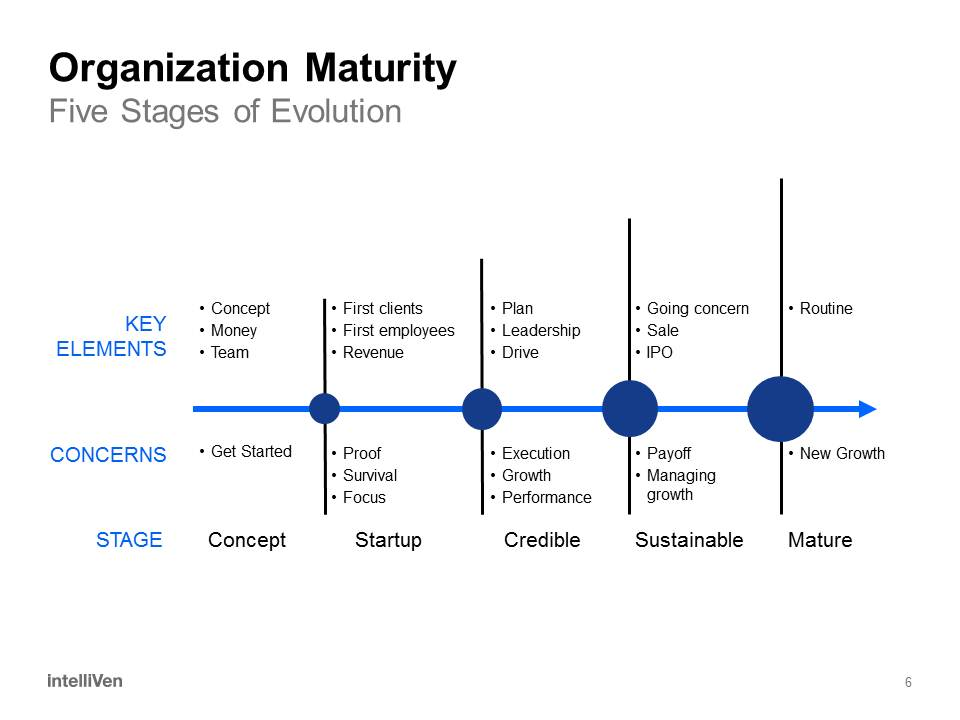 Organization Maturity
Five Stages of Evolution
KEY
ELEMENTS
• Concept
• Money
• Team
• First clients
• First employees
• Revenue
• Plan
• Leadership
• Drive
• Going concern
• Sale
• IPO
• Routine
CONCERNS
• Get Started
• Proof
• Survival
• Focus
• Execution
• Growth
• Performance
• Payoff
• Managing
growth
• New Growth
STAGE Concept Startup Credible Sustainable Mature
intelliVen 6